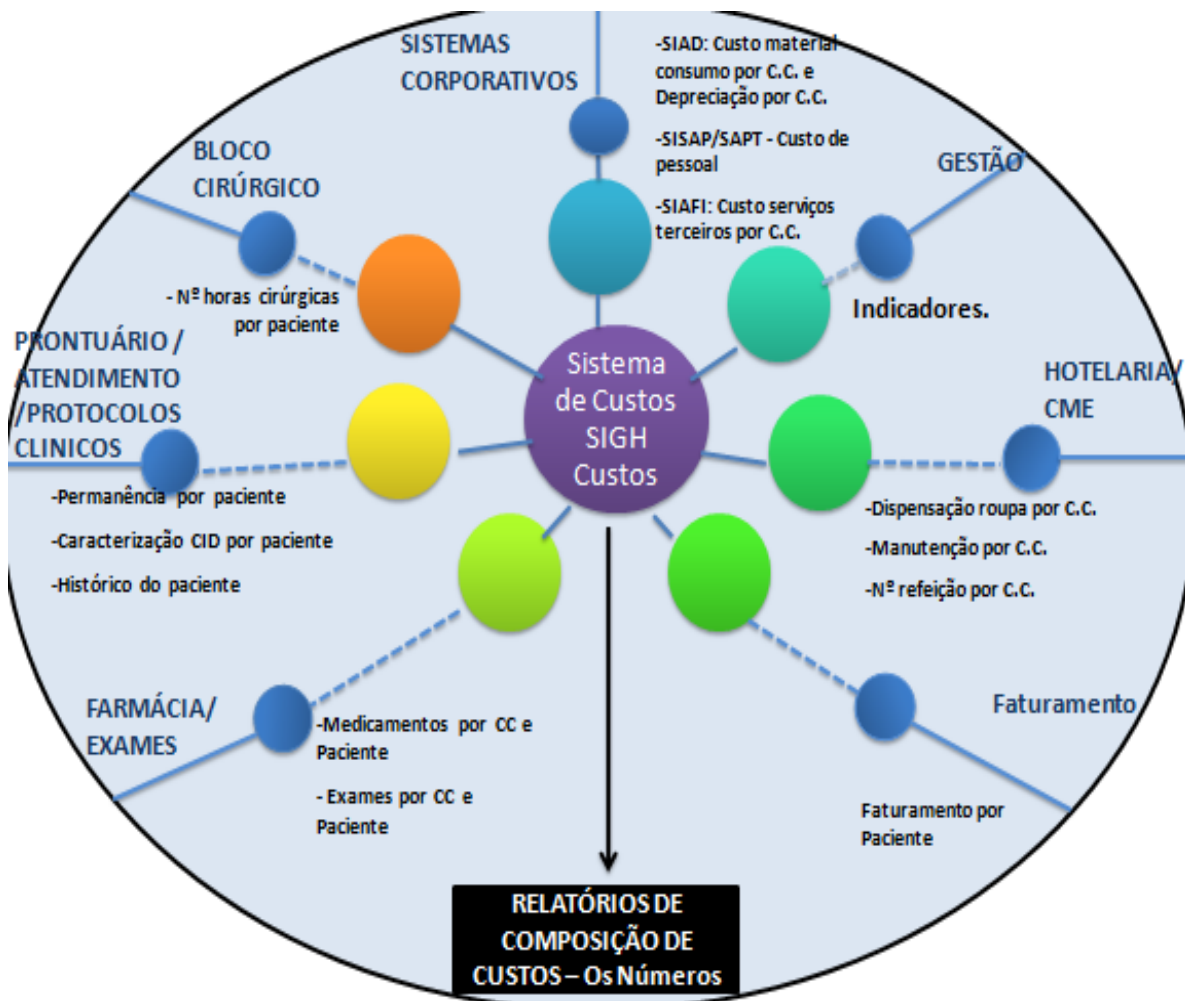 SISTEMAS
CORPORATIVOS
-SIAD: Custo material
consumo por C.C. e
Depreciação por C.C.
-SISAP/SAPT - Custo de
pessoal
-SIAFI: Custo serviços
terceiros por C.C.
GESTÃO
Indicadores.
BLOCO
CIRÚRGICO
- Nº horas cirúrgicas
por paciente
PRONTUÁRIO /
ATENDIMENTO
/PROTOCOLOS
CLINICOS
-Permanência por paciente
-Caracterização CID por paciente
-Histórico do paciente
Sistema
de Custos
SIGH
Custos
HOTELARIA/
CME
-Dispensação roupa por C.C.
-Manutenção por C.C.
-Nº refeição por C.C.
FARMÁCIA/
EXAMES
-Medicamentos por CC e
Paciente
- Exames por CC e
Paciente
Faturamento
Faturamento por
Paciente
RELATÓRIOS DE
COMPOSIÇÃO DE
CUSTOS – Os Números